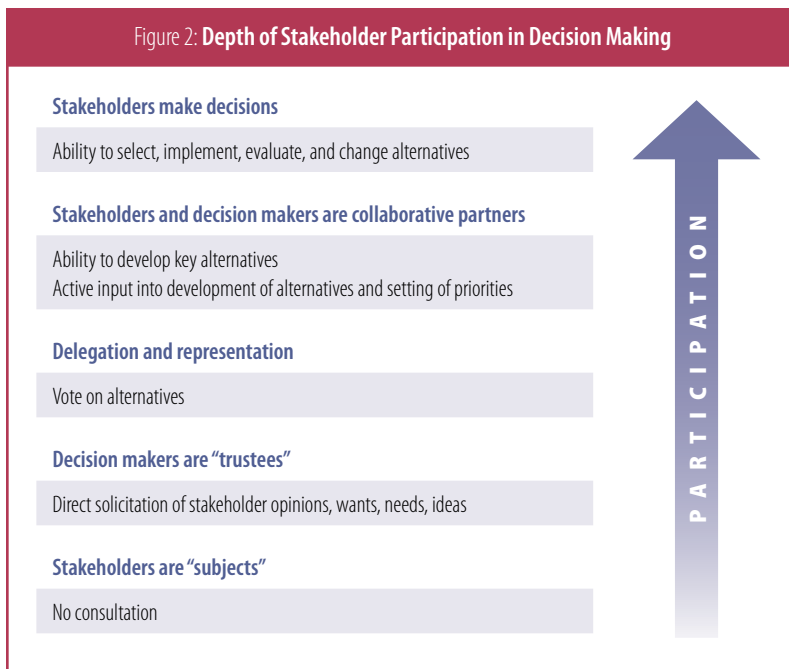 Figure 2: Depth of Stakeholder Participation in Decision Making
Stakeholders make decisions
Ability to select, implement, evaluate, and change alternatives
Stakeholders and decision makers are collaborative partners
Ability to develop key alternatives
Active input into development of alternatives and setting of priorities
Delegation and representation
Vote on alternatives
Decision makers are “trustees”
Direct solicitation of stakeholder opinions, wants, needs, ideas
Stakeholders are “subjects”
No consultation
PARTICIPATION